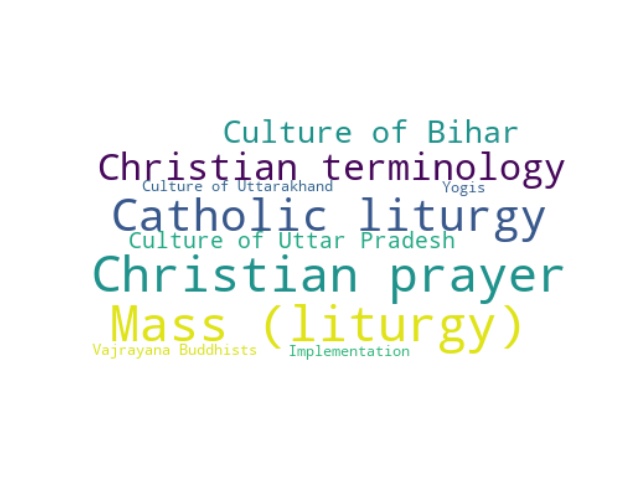 Culture of Bihar
Christian terminology
Culture of Uttarakhand Yogis
Catholic liturgy
Culture of Uttar Pradesh
Christian prayer
Mass (liturgy)
Vajrayana Buddhists Implementation